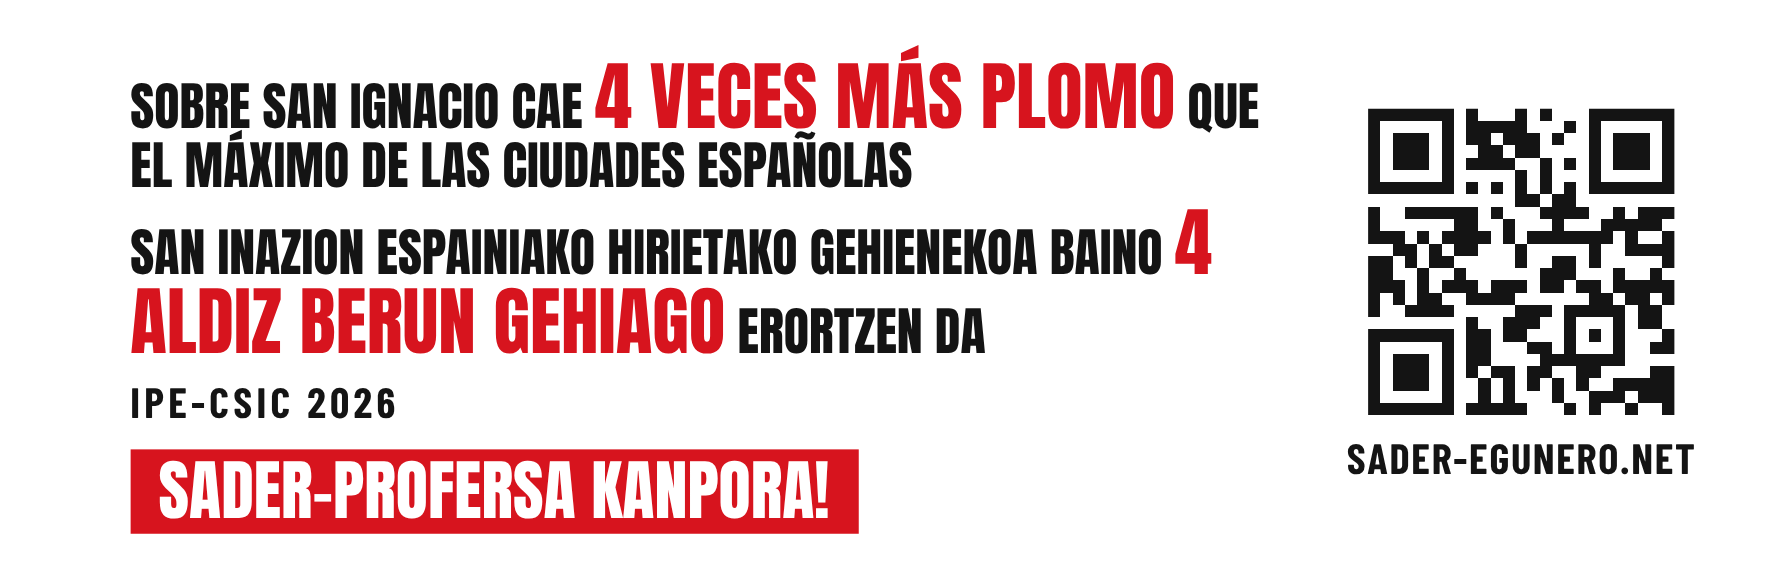 SOBRE SAN IGNACIO CAE 4 VECES MÁS PLOMO QUE
EL MÁXIMO DE LAS CIUDADES ESPAÑOLAS
SAN INAZION ESPAINIAKO HIRIETAKO GEHIENEKOA BAINO 4
ALDIZ BERUN GEHIAGO ERORTZEN DA
IPE-CSIC 2026
SADER-PROFERSA KANPORA!
SADER-EGUNERO.NET